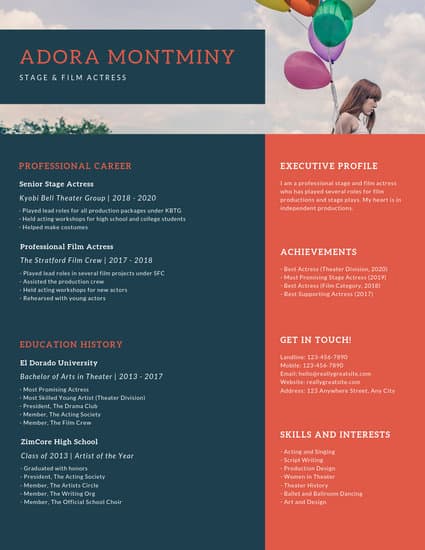 ADORA MONTMINY
STAGE & FILM ACTRESS
PROFESSIONAL CAREER
Senior Stage Actress
Kyobi Bell Theater Group | 2018 - 2020
- Played lead roles for all production packages under KBTG
- Held acting workshops for high school and college students
- Helped make costumes
Professional Film Actress
The Stratford Film Crew | 2017 - 2018
- Played lead roles in several film projects under SFC
- Assisted the production crew
- Held acting workshops for new actors
- Rehearsed with young actors
EDUCATION HISTORY
El Dorado University
Bachelor of Arts in Theater | 2013 - 2017
- Most Promising Actress
- Most Skilled Young Artist (Theater Division)
- President, The Drama Club
- Member, The Acting Society
- Member, The Film Crew
ZimCore High School
Class of 2013 | Artist of the Year
- Graduated with honors
- President, The Acting Society
- Member, The Artists Circle
- Member, The Writing Org
- Member, The Official School Choir
EXECUTIVE PROFILE
I am a professional stage and film actress
who has played several roles for film
productions and stage plays. My heart is in
independent productions.
ACHIEVEMENTS
- Best Actress (Theater Division, 2020)
- Most Promising Stage Actress (2019)
- Best Actress (Film Category, 2018)
- Best Supporting Actress (2017)
GET IN TOUCH!
Landline: 123-456-7890
Mobile: 123-456-7890
Email: hello@reallygreatsite.com
Website: reallygreatsite.com
Address: 123 Anywhere Street, Any City
SKILLS AND INTERESTS
- Acting and Singing
- Script Writing
- Production Design
- Women in Theater
- Theater History
- Ballet and Ballroom Dancing
- Art and Design